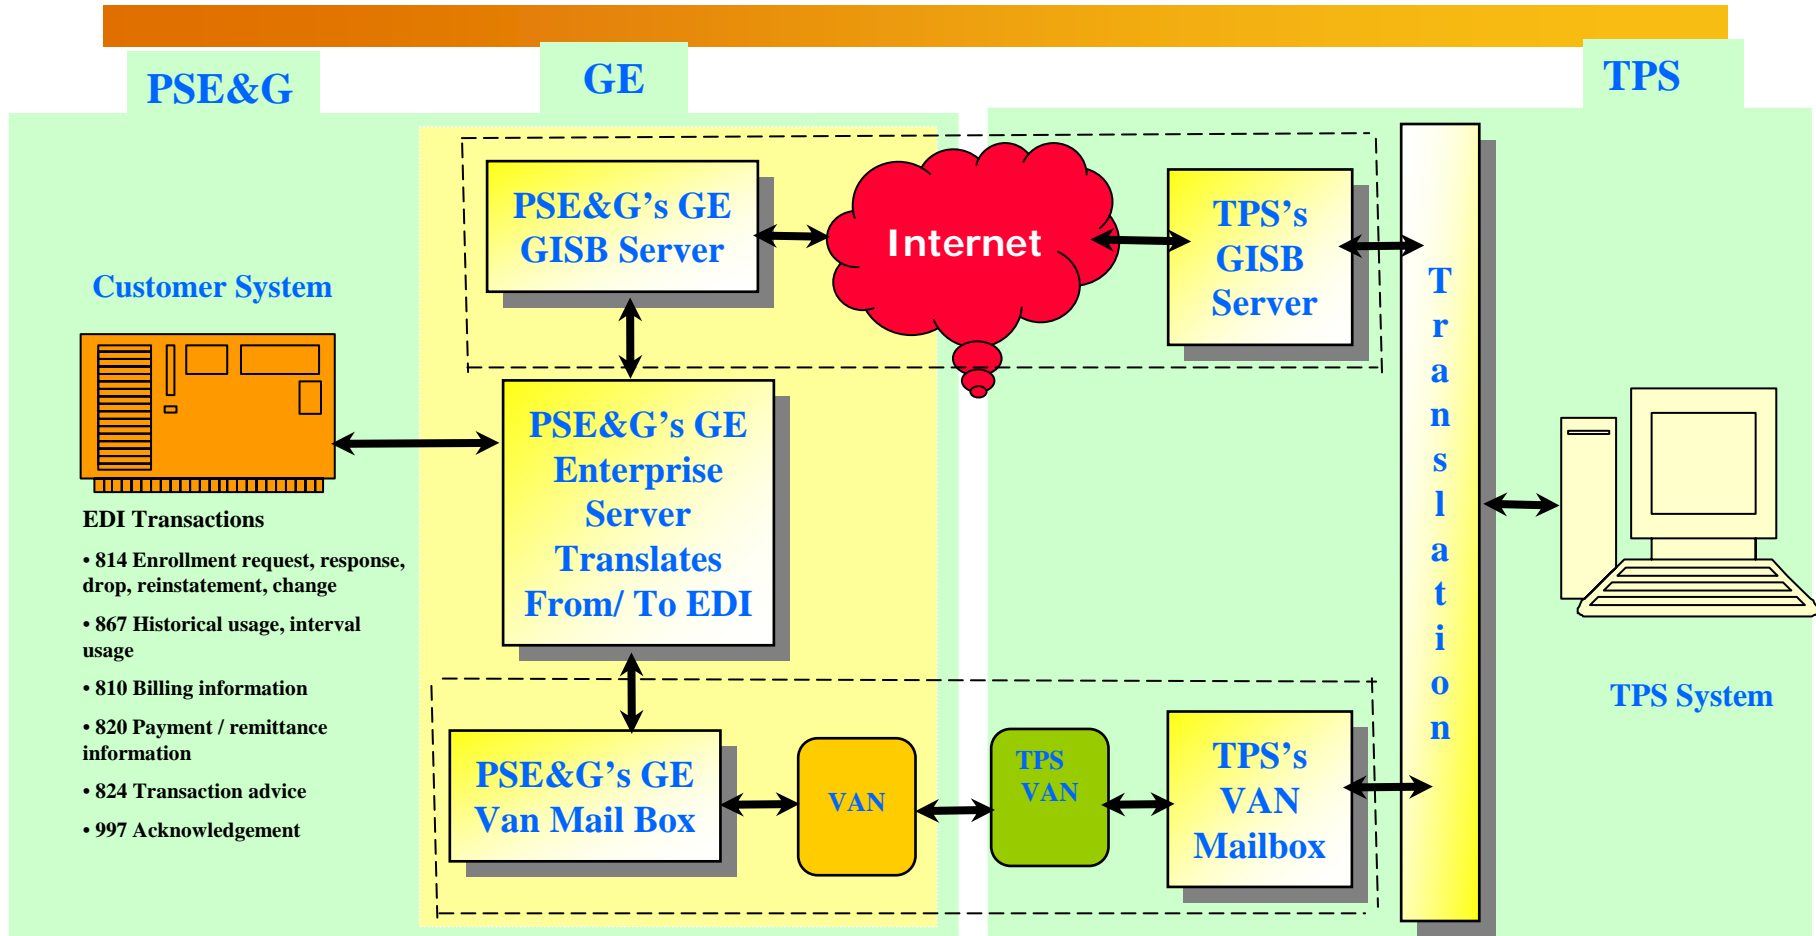 PSE&G
GE
TPS
Customer System
EDI Transactions
• 814 Enrollment request, response,
drop, reinstatement, change
• 867 Historical usage, interval
usage
• 810 Billing information
• 820 Payment / remittance
information
• 824 Transaction advice
• 997 Acknowledgement
PSE&G’s GE
GISB Server
Internet
TPS’s
GISB
Server
PSE&G’s GE
Enterprise
Server
Translates
From/ To EDI
PSE&G’s GE
Van Mail Box
VAN
TPS
VAN
TPS’s
VAN
Mailbox
T
r
a
n
s
l
a
t
i
o
n
TPS System